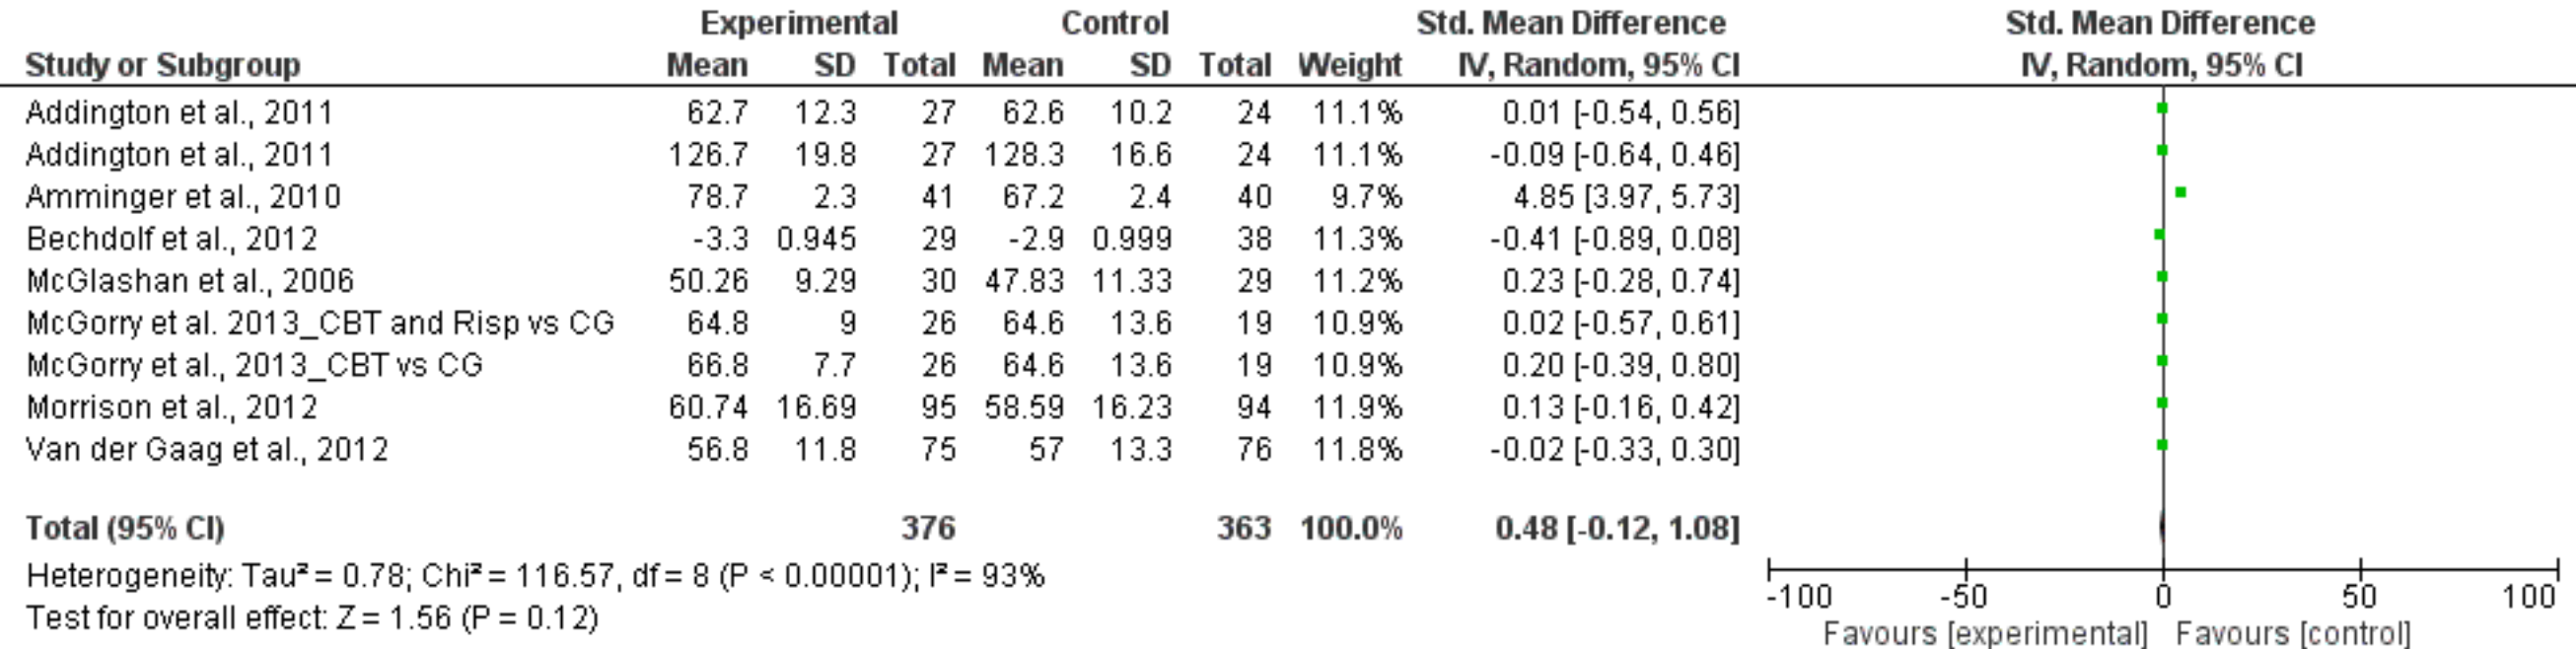 Experimental Control Std. Mean Difference Std. Mean Difference
Study or Subgroup Mean SD Total Mean SD Total Weight IV, Random, 95% CI IV, Random, 95% CI
Addington et al., 2011 62.7 12.3 27 62.6 10.2 24 11.1% 0.01 [-0.54, 0.56]
Addington et al., 2011 126.7 19.8 27 128.3 16.6 24 11.1% -0.09 [-0.64, 0.46]
Amminger et al., 2010 78.7 2.3 41 67.2 2.4 40 9.7% 4.85 [3.97, 5.73]
Bechdolf et al., 2012 -3.3 0.945 29 -2.9 0.999 38 11.3% -0.41 [-0.89, 0.08]
McGlashan et al., 2006 50.26 9.29 30 47.83 11.33 29 11.2% 0.23 [-0.28, 0.74]
McGorry et al. 2013_CBT and Risp vs CG 64.8 9 26 64.6 13.6 19 10.9% 0.02 [-0.57, 0.61]
McGorry et al., 2013_CBT vs CG 66.8 7.7 26 64.6 13.6 19 10.9% 0.20 [-0.39, 0.80]
Morrison et al., 2012 60.74 16.69 95 58.59 16.23 94 11.9% 0.13 [-0.16, 0.42]
Van der Gaag et al., 2012 56.8 11.8 75 57 13.3 76 11.8% -0.02 [-0.33, 0.30]
Total (95% CI) 376 363 100.0% 0.48 [-0.12, 1.08]
Heterogeneity: Tau² = 0.78; Chi² = 116.57, df = 8 (P < 0.00001); I² = 93%
Test for overall effect: Z = 1.56 (P = 0.12)
-100 -50 0 50 100
Favours [experimental] Favours [control]